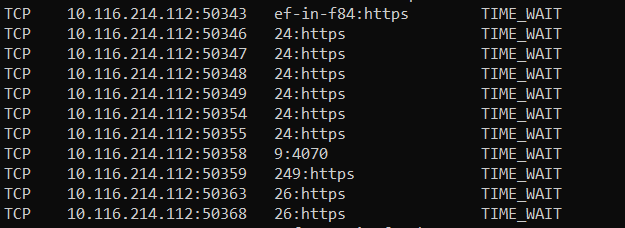 TCP 10.116.214.112:50343 ef-in-f84:https TIME_WAIT
TCP 10.116.214.112:50346 24:https TIME_WAIT
TCP 10.116.214.112:50347 24:https TIME_WAIT
TCP 10.116.214.112:50348 24:https TIME_WAIT
TCP 10.116.214.112:50349 24:https TIME_WAIT
TCP 10.116.214.112:50354 24:https TIME_WAIT
TCP 10.116.214.112:50355 24:https TIME_WAIT
TCP 10.116.214.112:50358 9:4070 TIME_WAIT
TCP 10.116.214.112:50359 249:https TIME_WAIT
TCP 10.116.214.112:50363 26:https TIME_WAIT
TCP 10.116.214.112:50368 26:https TIME_WAIT